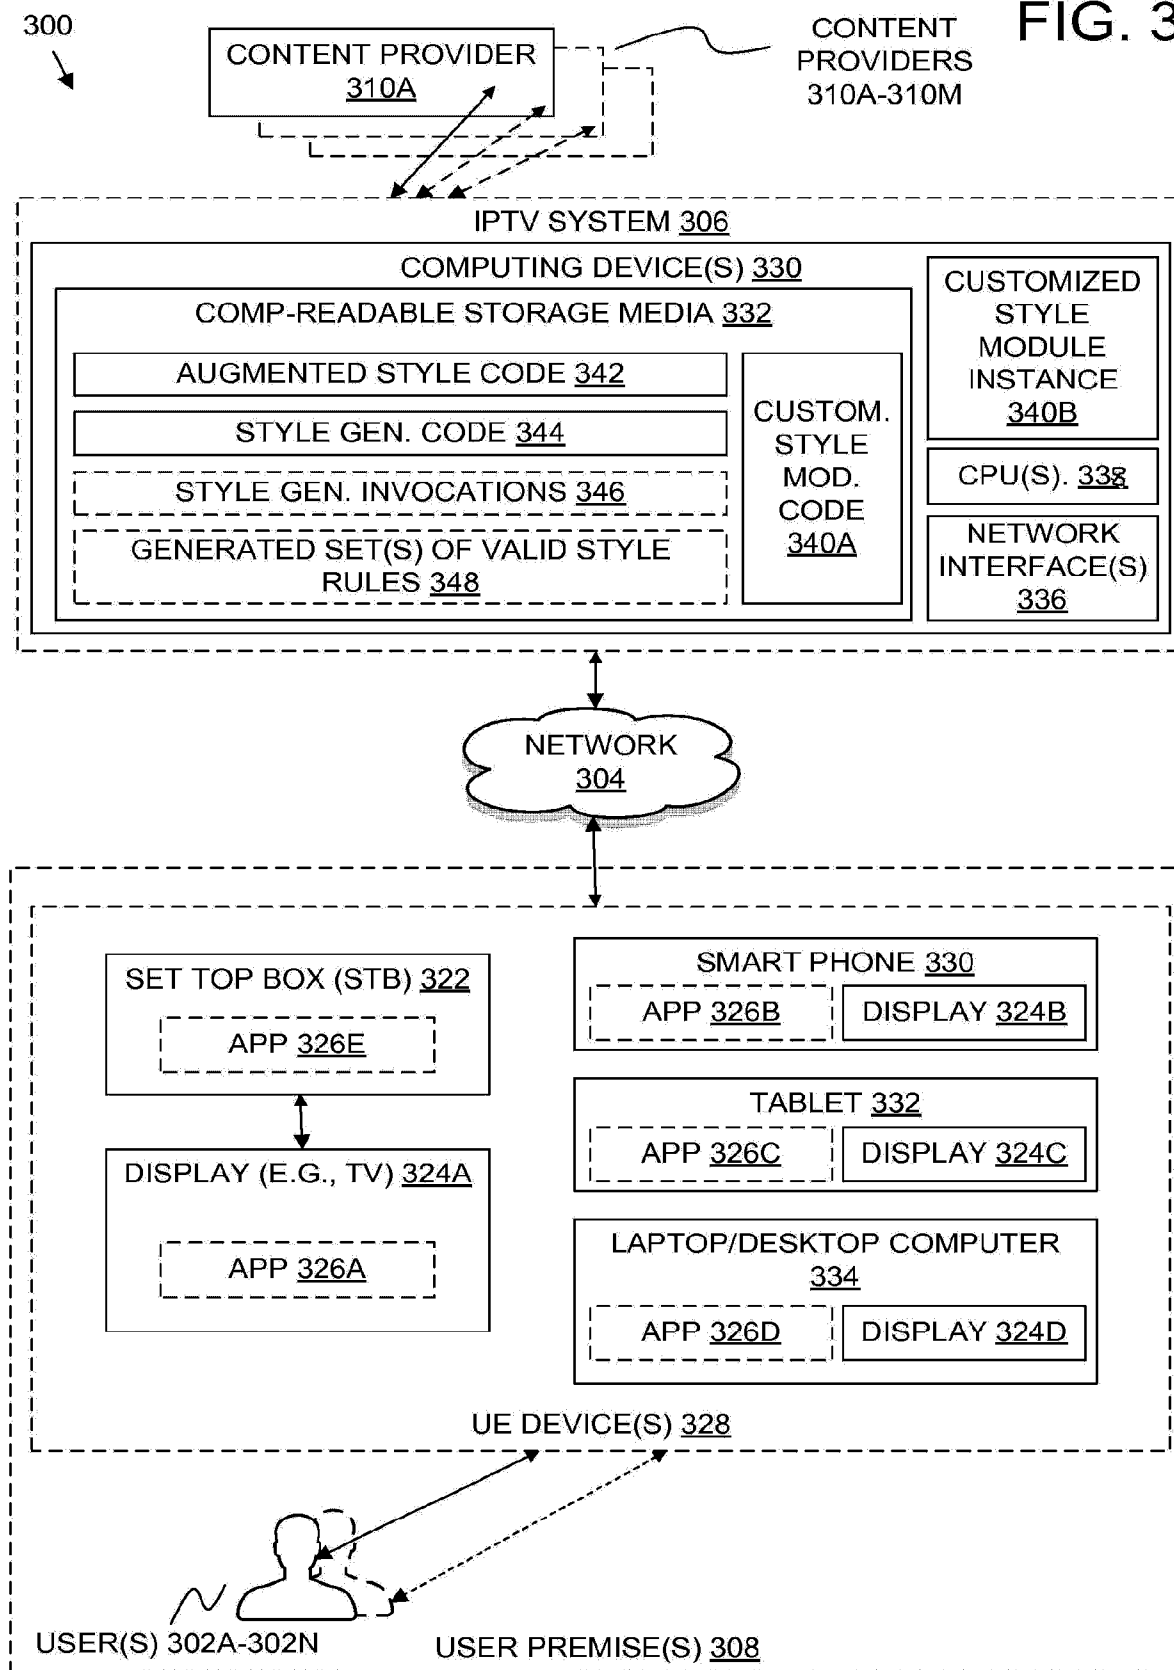 300
FIG. 3
CONTENT PROVIDER
310A
CONTENT
PROVIDERS
310A-310M
IPTV SYSTEM 306
COMPUTING DEVICE(S) 330
COMP-READABLE STORAGE MEDIA 332
AUGMENTED STYLE CODE 342
STYLE GEN. CODE 344
STYLE GEN. INVOCATIONS 346
GENERATED SET(S) OF VALID STYLE
RULES 348
CUSTOM.
STYLE
MOD.
CODE
340A
CUSTOMIZED
STYLE
MODULE
INSTANCE
340B
CPU(S).
NETWORK
INTERFACE(S)
336
NETWORK
304
SET TOP BOX (STB) 322
APP 326E
DISPLAY (E.G., TV) 324A
APP 326A
SMART PHONE 330
APP 326B
DISPLAY 324B
TABLET 332
APP 326C
DISPLAY 324C
LAPTOP/DESKTOP COMPUTER
334
APP 326D
DISPLAY 324D
UE DEVICE(S) 328
USER(S) 302A-302N
USER PREMISE(S) 308